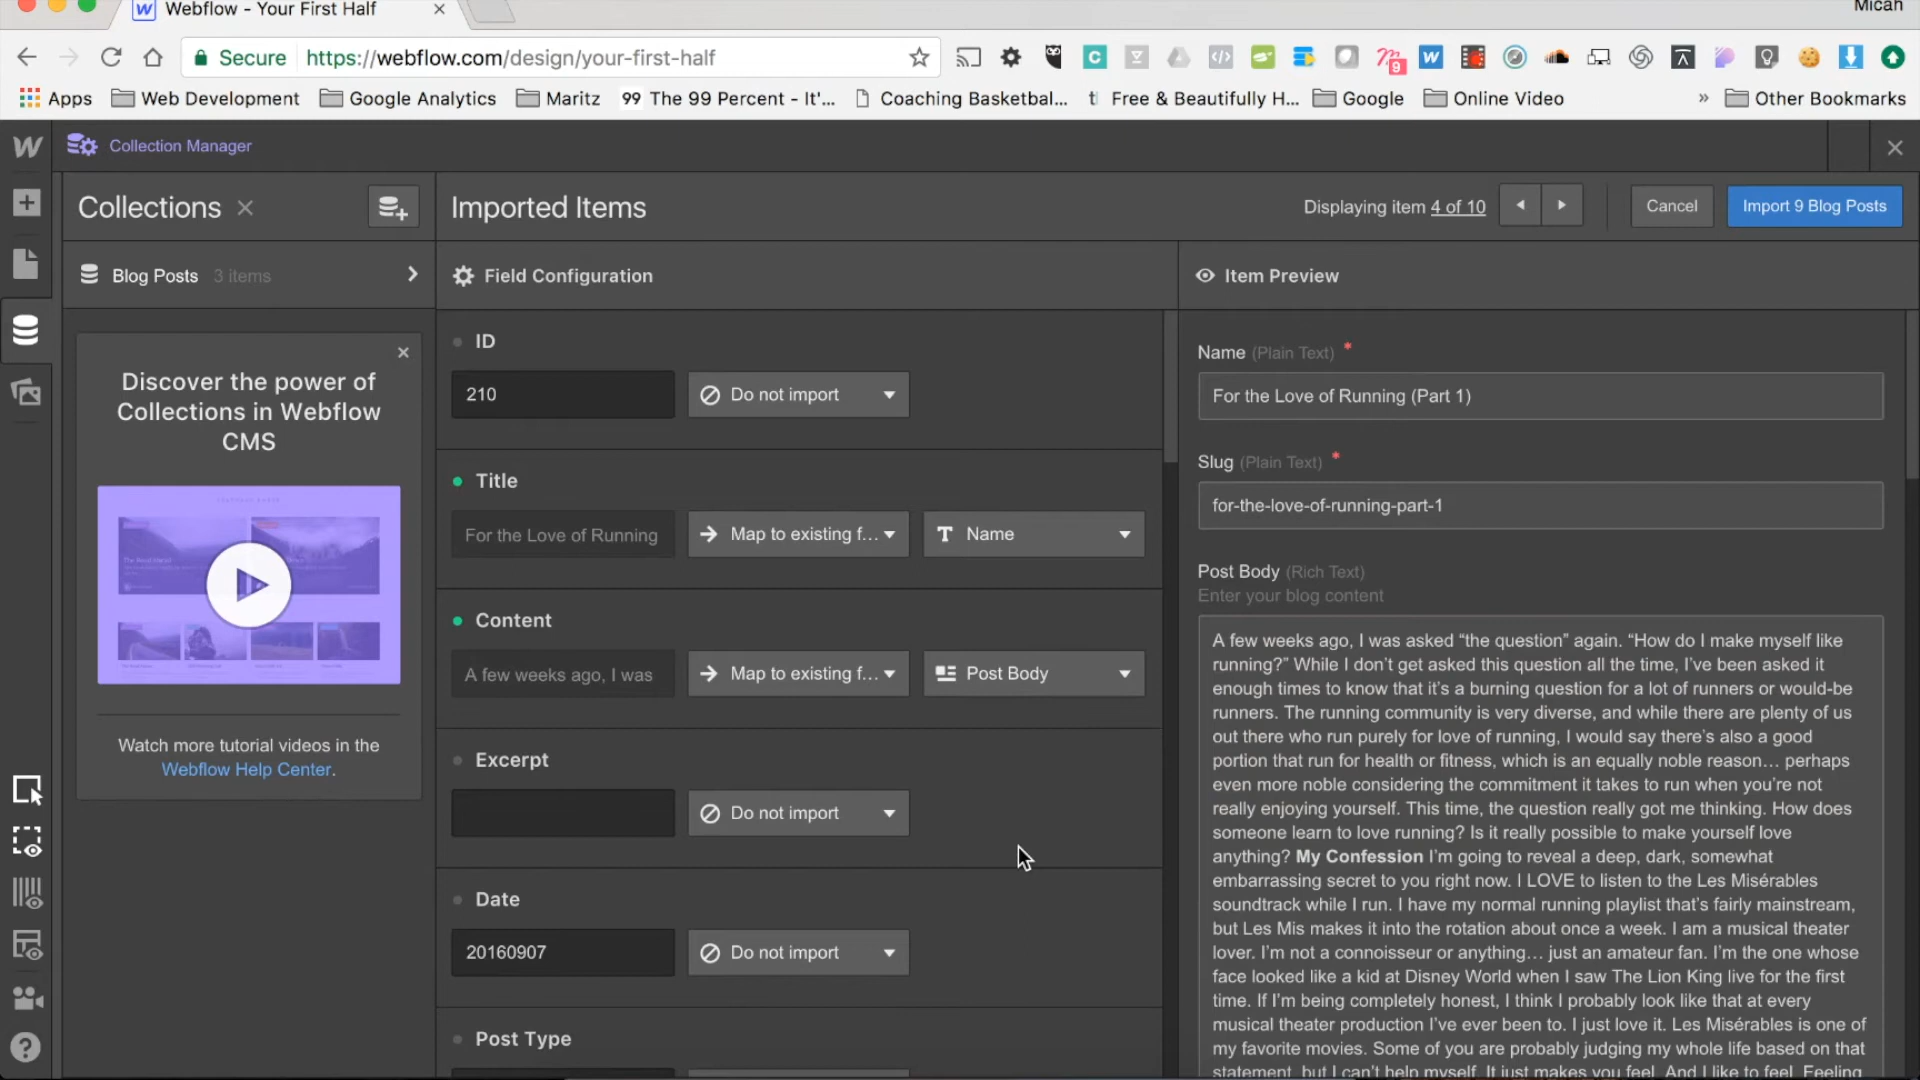 Webflow - Your First Half
Micah
Secure
https://webflow.com/design/your-first-half
9
Apps
Web Development
Google Analytics
Maritz
99 The 99 Percent - It'...
Coaching Basketbal...
Free & Beautifully H...
Google
Online Video
»
Other Bookmarks
Collection Manager
Collections
Imported Items
Displaying item 4 of 10
Cancel
Import 9 Blog Posts
Blog Posts 3 items
Discover the power of
Collections in Webflow
CMS
Watch more tutorial videos in the
Webflow Help Center.
Field Configuration
ID
210
Do not import
Title
For the Love of Running
Map to existing f...
Name
Content
A few weeks ago, I was
Map to existing f...
Post Body
Excerpt
Do not import
Date
20160907
Do not import
Post Type
Item Preview
Name (Plain Text) *
For the Love of Running (Part 1)
Slug (Plain Text) *
for-the-love-of-running-part-1
Post Body (Rich Text)
Enter your blog content
A few weeks ago, I was asked “the question” again. “How do I make myself like
running?” While I don’t get asked this question all the time, I’ve been asked it
enough times to know that it’s a burning question for a lot of runners or would-be
runners. The running community is very diverse, and while there are plenty of us
out there who run purely for love of running, I would say there’s also a good
portion that run for health or fitness, which is an equally noble reason… perhaps
even more noble considering the commitment it takes to run when you’re not
really enjoying yourself. This time, the question really got me thinking. How does
someone learn to love running? Is it really possible to make yourself love
anything? My Confession I’m going to reveal a deep, dark, somewhat
embarrassing secret to you right now. I LOVE to listen to the Les Misérables
soundtrack while I run. I have my normal running playlist that’s fairly mainstream,
but Les Mis makes it into the rotation about once a week. I am a musical theater
lover. I’m not a connoisseur or anything… just an amateur fan. I’m the one whose
face looked like a kid at Disney World when I saw The Lion King live for the first
time. If I’m being completely honest, I think I probably look like that at every
musical theater production I’ve ever been to. I just love it. Les Misérables is one of
my favorite movies. Some of you are probably judging my whole life based on that
statement, but I can’t help myself. It just makes you feel. And I like to feel. Feeling